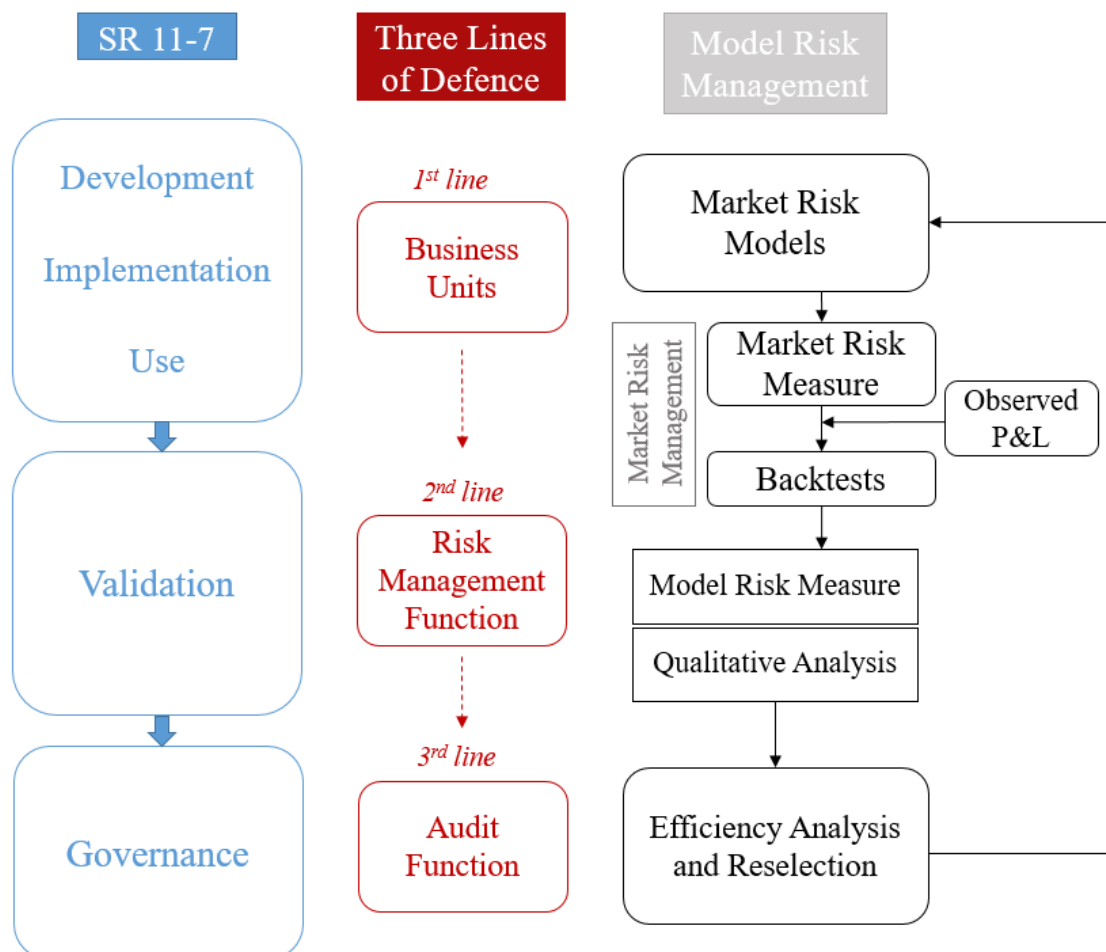 SR 11-7
Three Lines
of Defence
Model Risk
Management
Development
Implementation
Use
Validation
Governance
1st line
Business
Units
2nd line
Risk
Management
Function
3rd line
Audit
Function
Market Risk
Models
Market Risk
Management
Market Risk
Measure
Observed
P&L
Backtests
Model Risk Measure
Qualitative Analysis
Efficiency Analysis
and Reselection